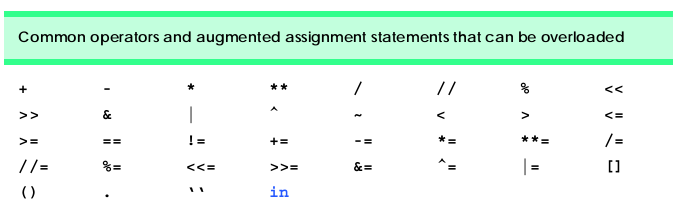 Common operators and augmented assignment statements that can be overloaded
+ - * ** / // % <<
>> & | ^ ~ < > <=
>= == != += -= *= **= /=
//= %= <<= >>= &= ^= |= []
() . ‵‵ in